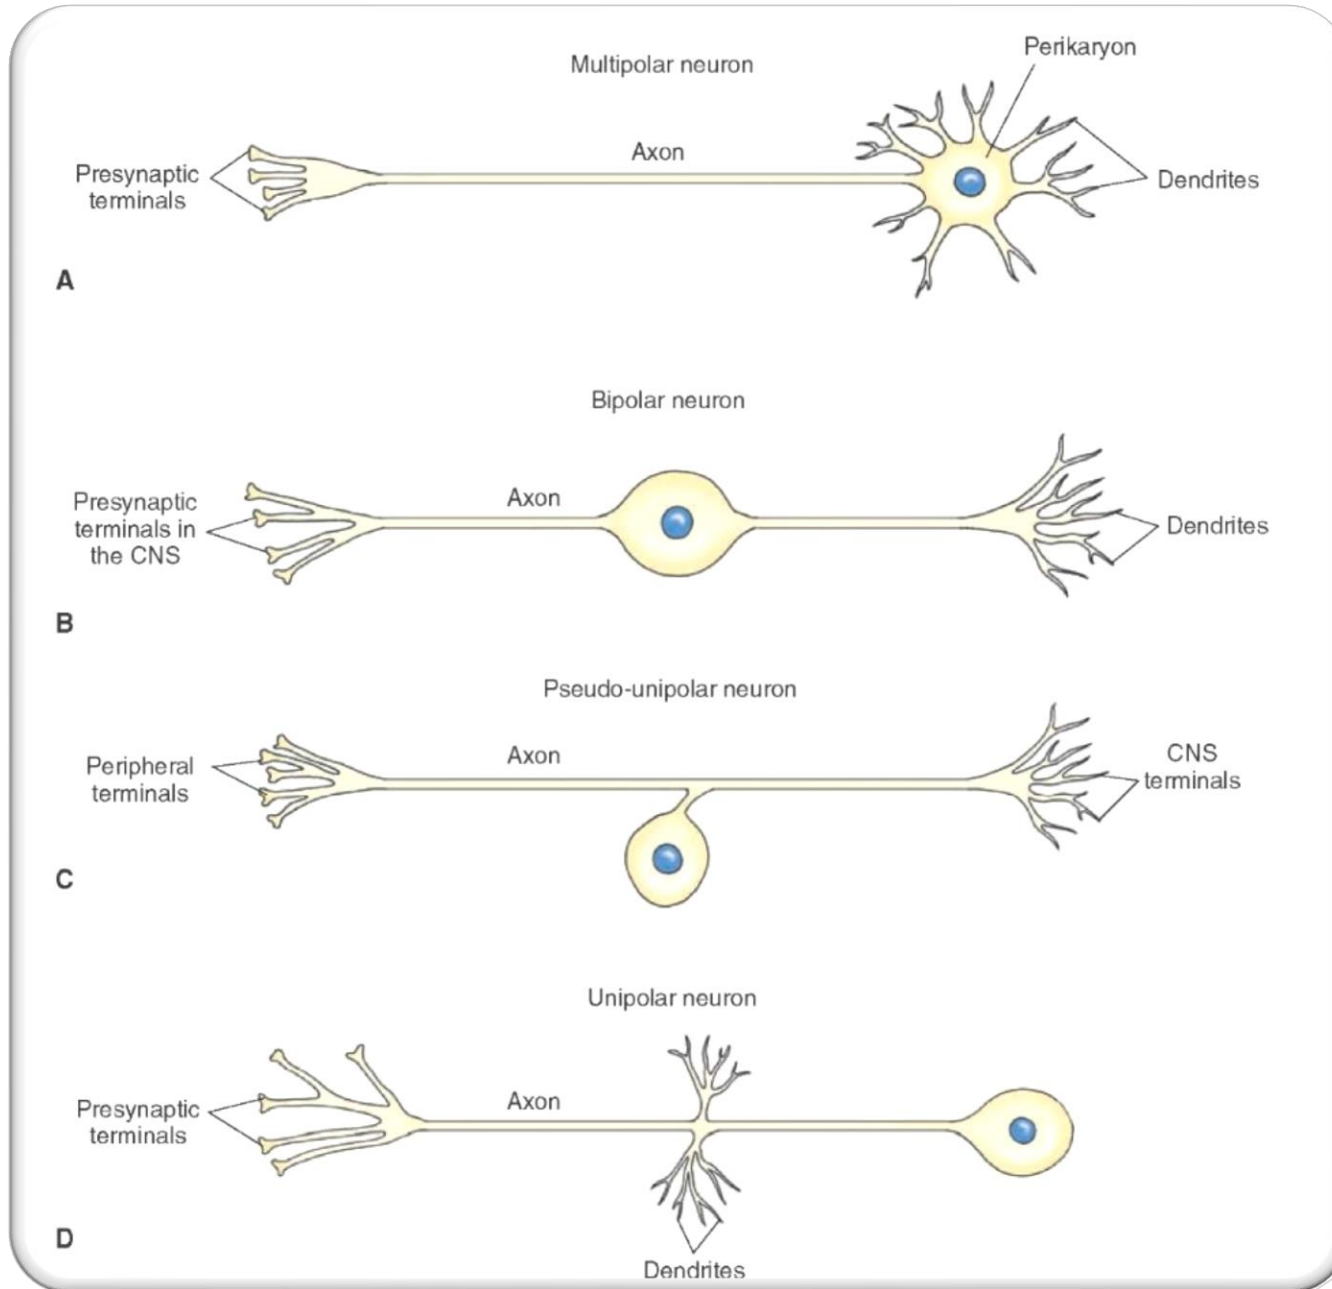 Multipolar neuron
Perikaryon
Axon
Presynaptic
terminals
Dendrites
A
Bipolar neuron
Axon
Presynaptic
terminals in
the CNS
Dendrites
B
Pseudo-unipolar neuron
Axon
Peripheral
terminals
CNS
terminals
C
Unipolar neuron
Axon
Presynaptic
terminals
D
Dendrites